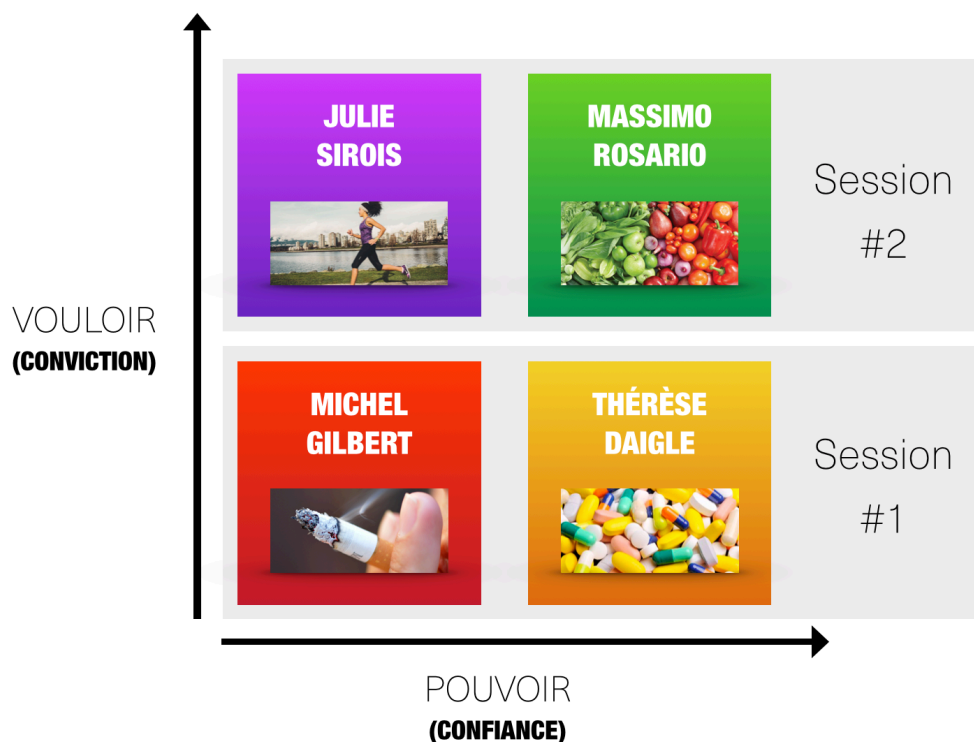 JULIE
SIROIS
MASSIMO
ROSARIO
Session
#2
VOULOIR
(CONVICTION)
MICHEL
GILBERT
THÉRÈSE
DAIGLE
Session
#1
POUVOIR
(CONFIANCE)